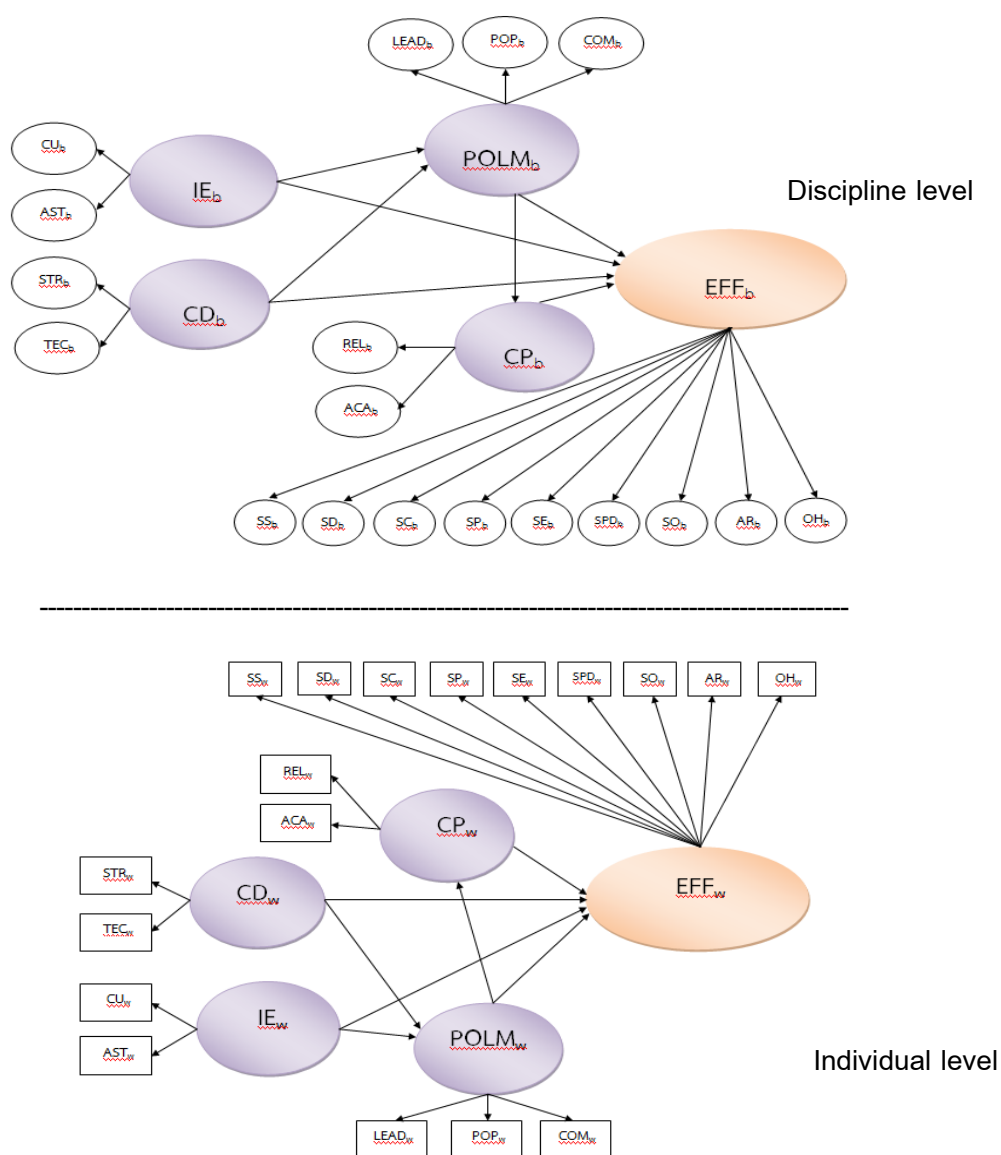 LEADb
POPb
COMb
CUb
IEb
POLMb
ASTb
Discipline level
STRb
CDb
EFFb
TECb
RELb
CPb
ACAb
SSb
SDb
SCb
SPb
SEb
SPDb
SOb
ARb
OHb
SSw
SDw
SCw
SPw
SEw
SPDw
SOw
ARw
OHw
RELw
ACAw
CPw
STRw
CDw
EFFw
TECw
CUw
IEw
POLMw
ASTw
Individual level
LEADw
POPw
COMw